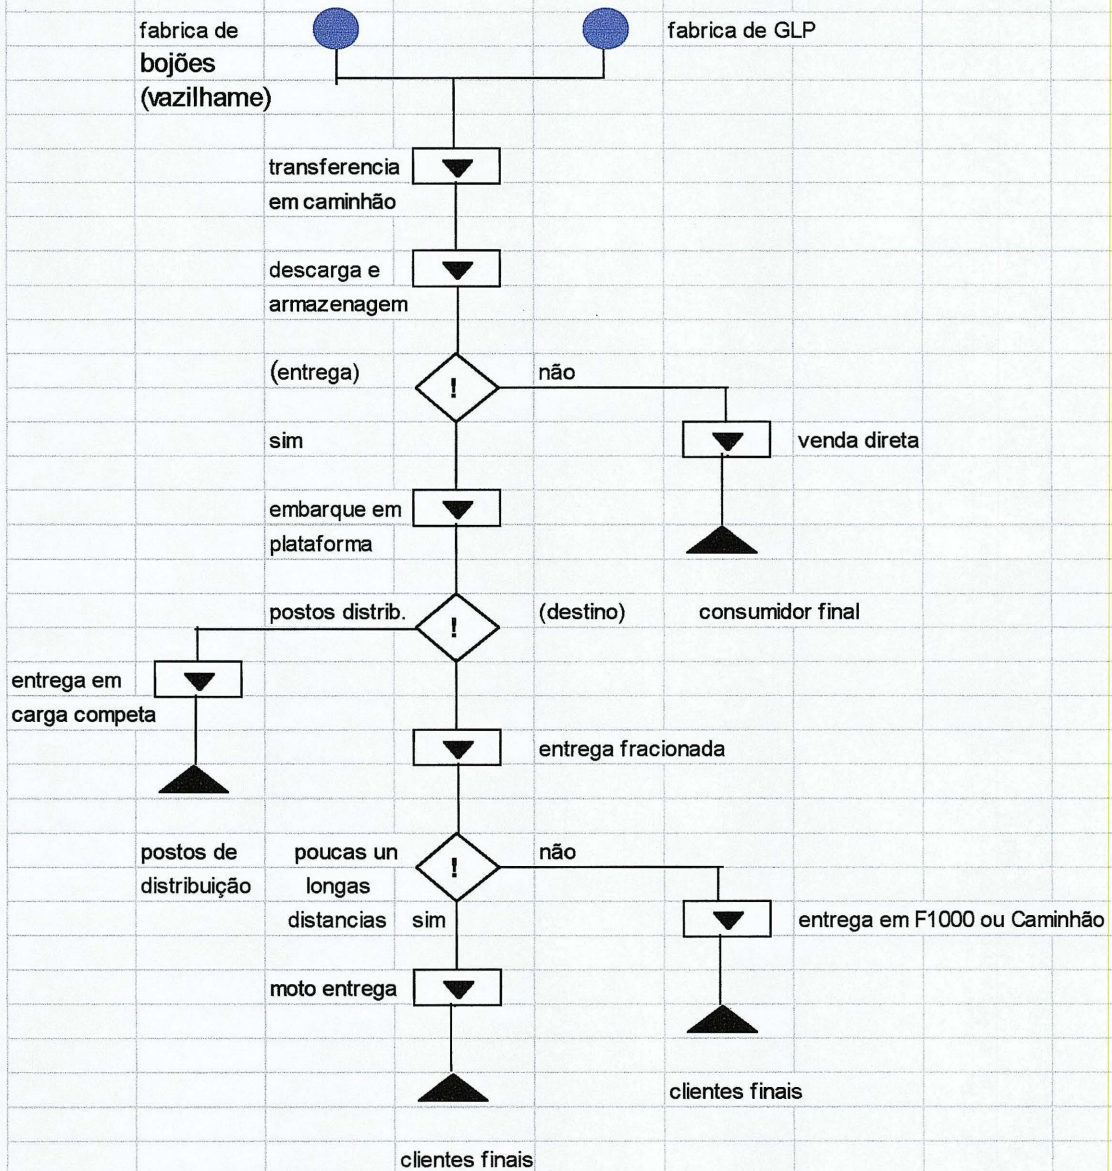 fabrica de
bojões
(vazilhame)
fabrica de GLP
transferencia
em caminhão
descarga e
armazenagem
(entrega)
!
não
sim
venda direta
embarque em
plataforma
postos distrib.
!
(destino)
consumidor final
entrega em
carga competa
entrega fracionada
postos de
distribuição
poucas un
longas
distancias
!
não
sim
entrega em F1000 ou Caminhão
moto entrega
clientes finais
clientes finais